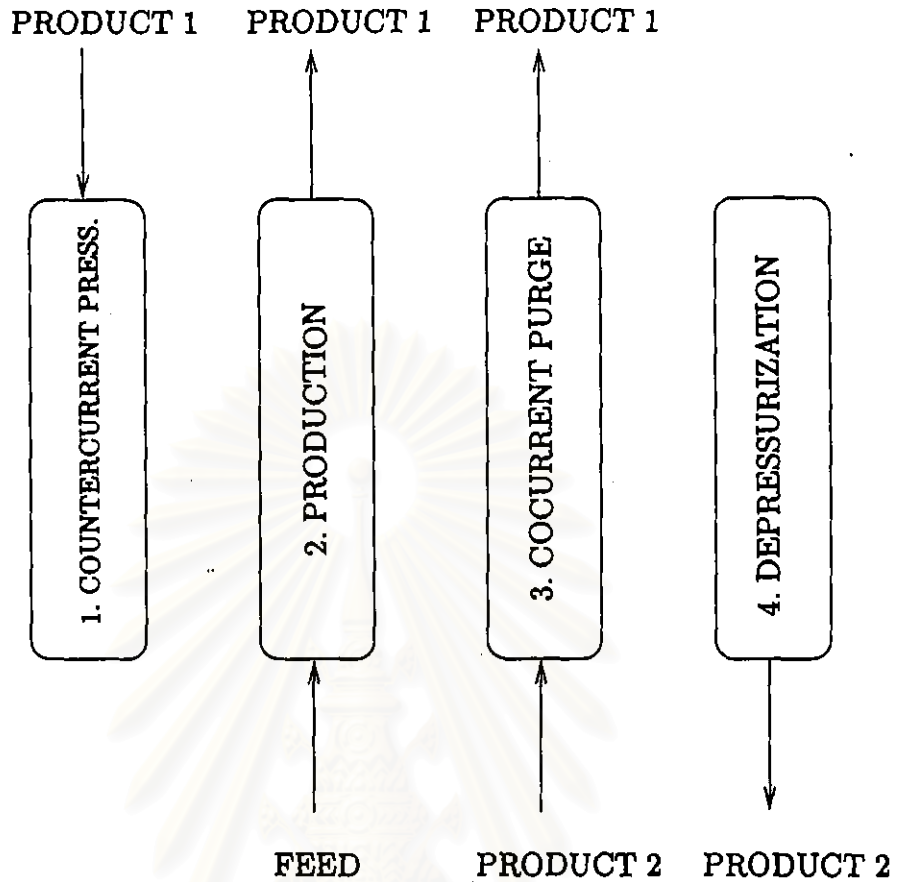 PRODUCT 1 PRODUCT 1 PRODUCT 1
1. COUNTERCURRENT PRESS.
2. PRODUCTION
3. COCURRENT PURGE
4. DEPRESSURIZATION
FEED PRODUCT 2 PRODUCT 2